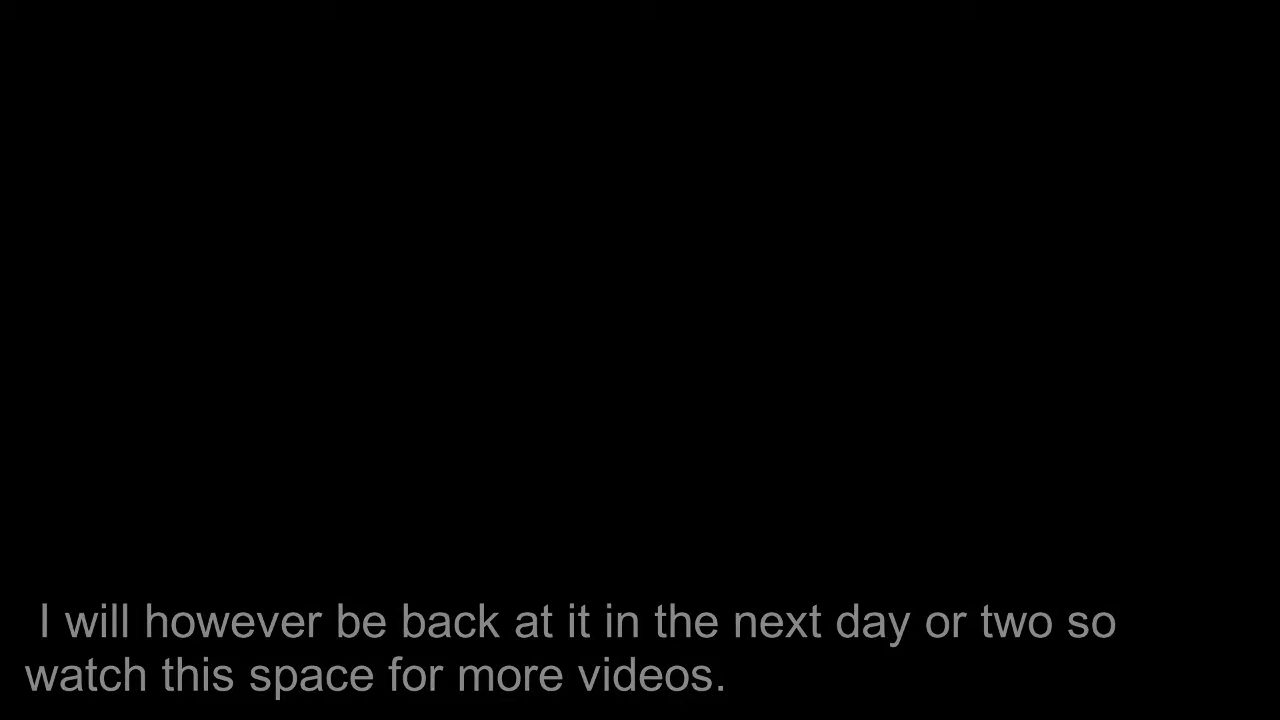 I will however be back at it in the next day or two so
watch this space for more videos.